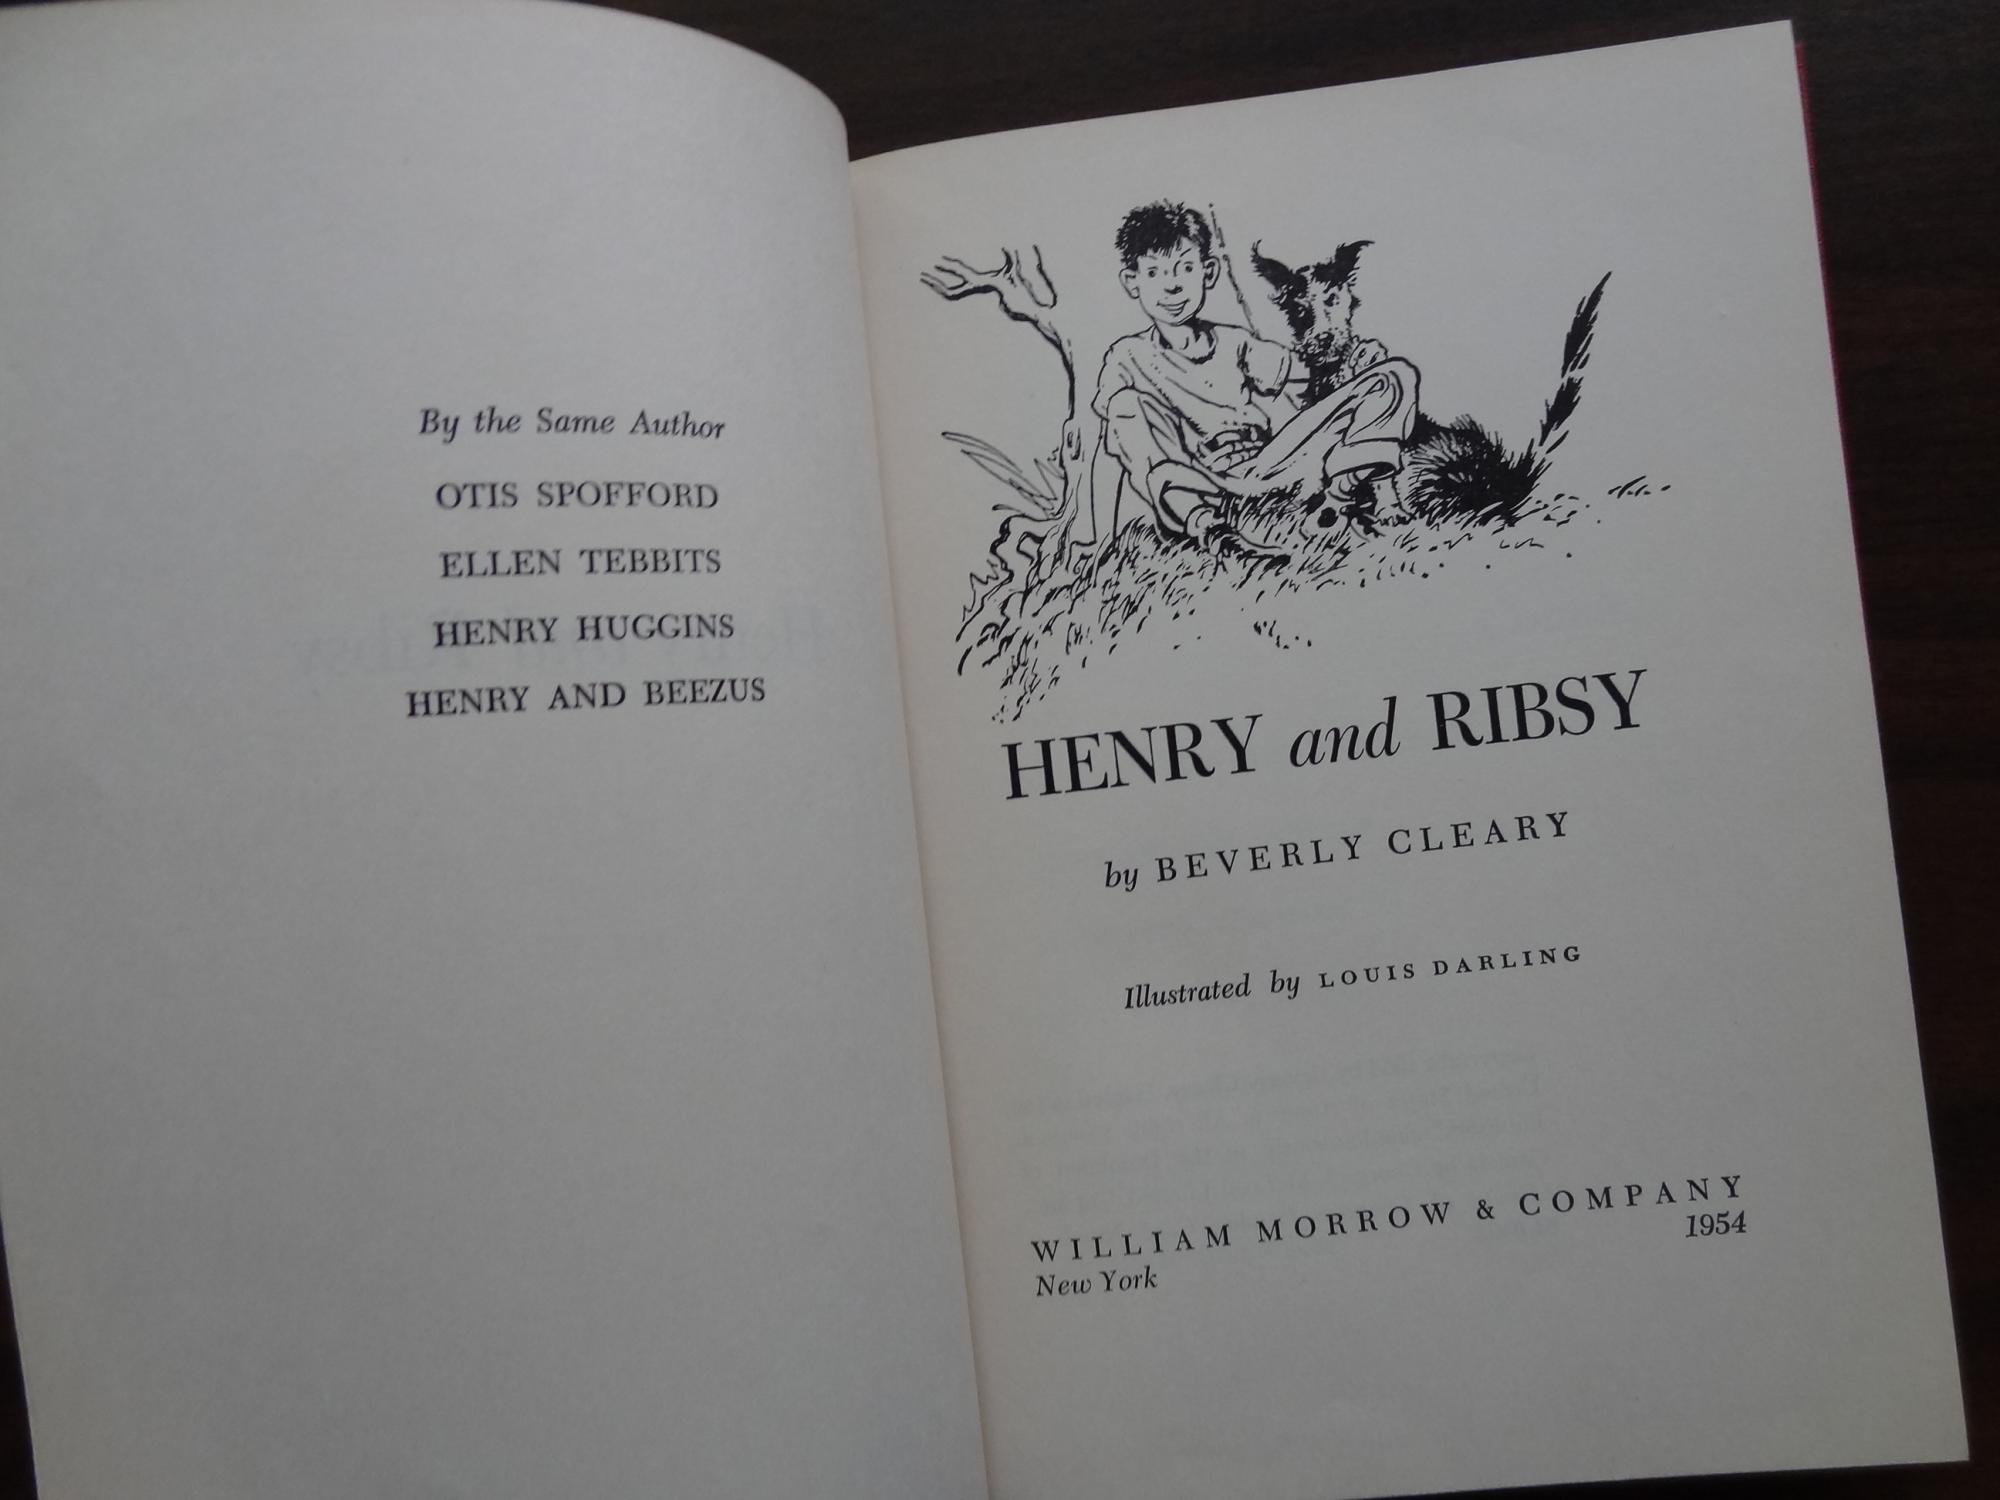 By the Same Author
OTIS SPOFFORD
ELLEN TEBBITS
HENRY HUGGINS
HENRY AND BEEZUS
HENRY and RIBSY
by BEVERLY CLEARY
Illustrated by LOUIS DARLING
WILLIAM MORROW & COMPANY
New York 1954